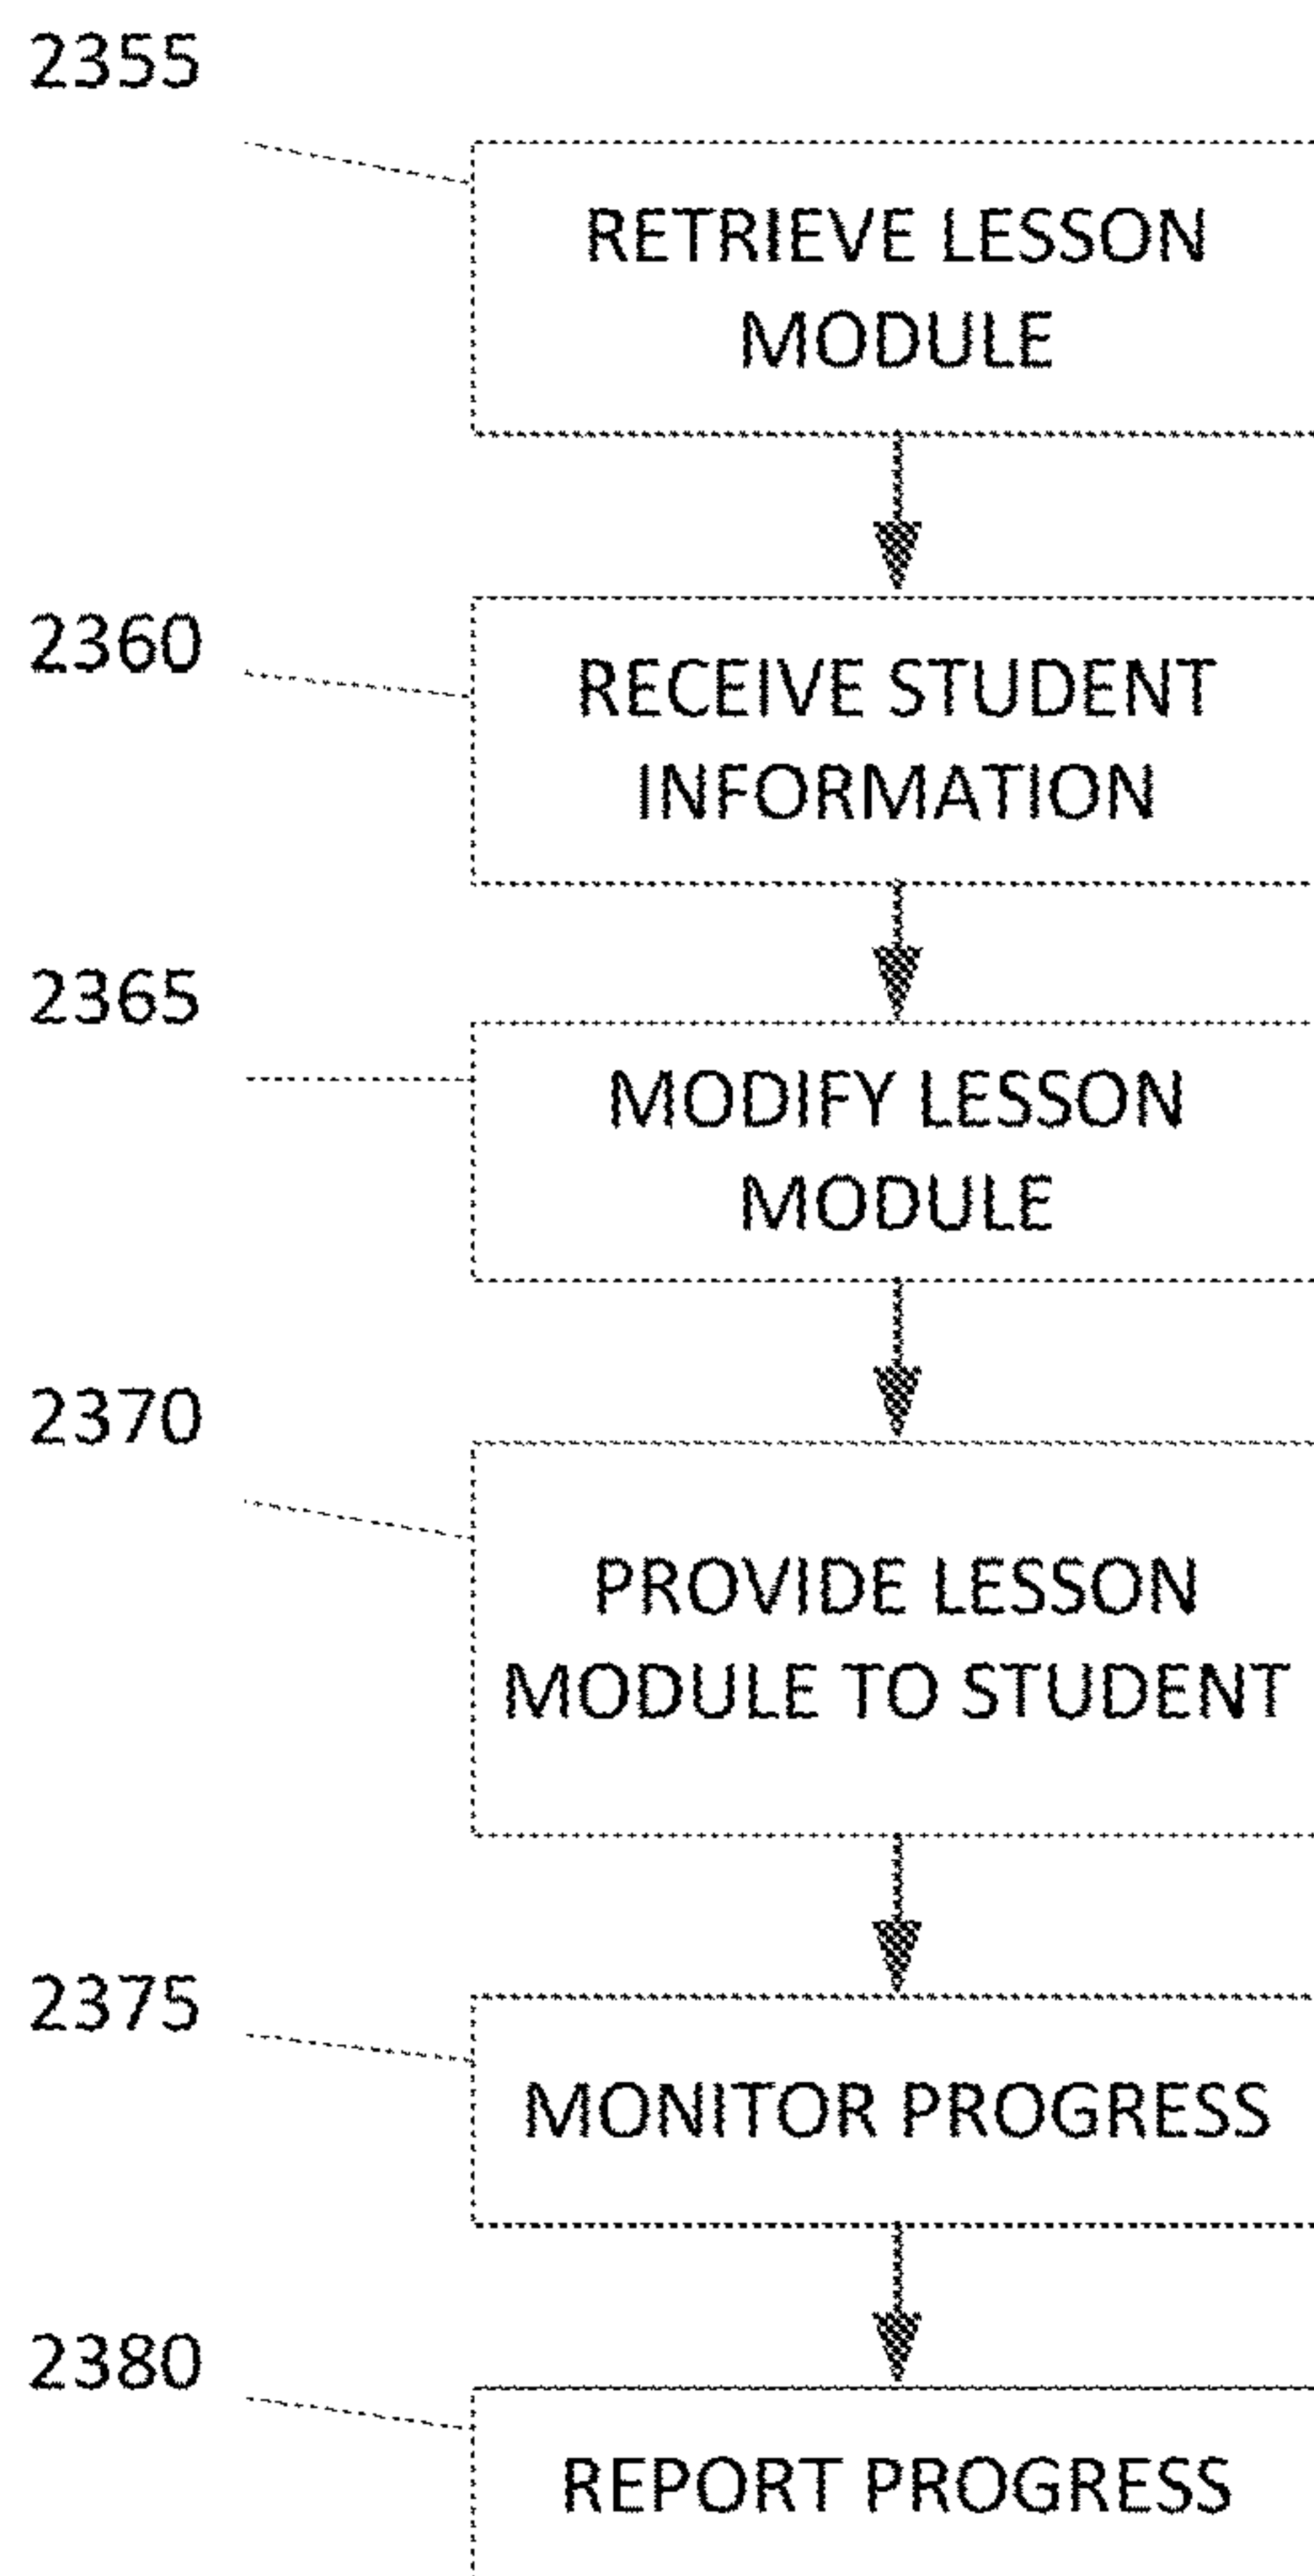 2355
RETRIEVE LESSON
MODULE
2360
RECEIVE STUDENT
INFORMATION
2365
MODIFY LESSON
MODULE
2370
PROVIDE LESSON
MODULE TO STUDENT
2375
MONITOR PROGRESS
2380
REPORT PROGRESS